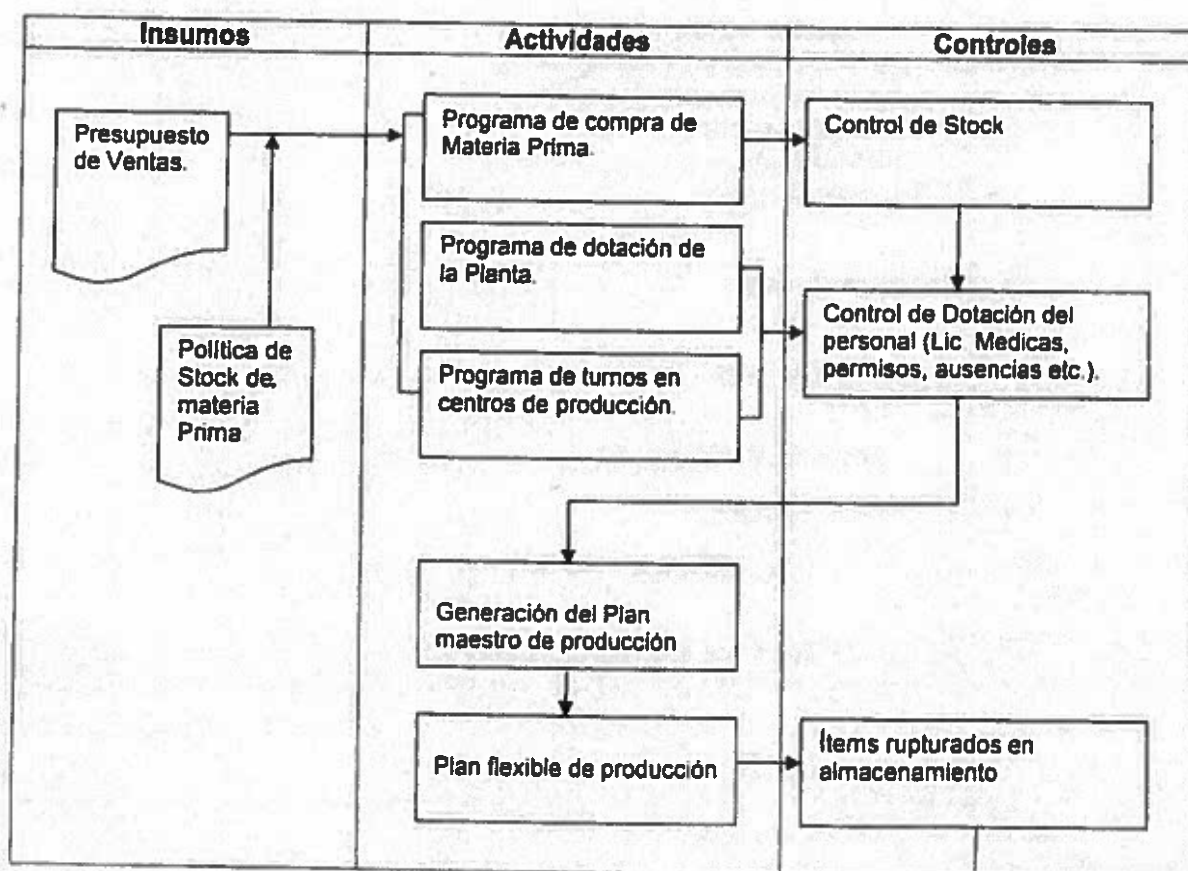 Insumos
Actividades
Controles
Presupuesto
de Ventas.
Programa de compra de
Materia Prima.
Control de Stock
Programa de dotación de
la Planta.
Política de
Stock de
materia
Prima
Programa de turnos en
centros de producción.
Control de Dotación del
personal (Lic. Medicas,
permisos, ausencias etc.).
Generación del Plan
maestro de producción
Plan flexible de producción
Items rupturados en
almacenamiento